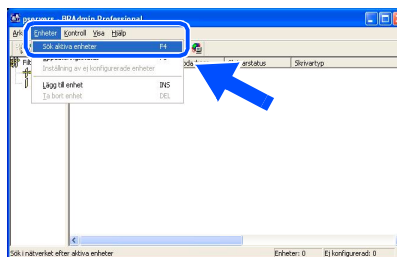 pservers - BRAdmin Professional
Enheter Kontroll Visa Hjälp
Sök aktiva enheter F4
Inställning av ej konfigurerade enheter
Lägg till enhet INS
Ta bort enhet DEL
arstatus Skrivartyp
Sök i nätverket efter aktiva enheter Enheter: 0 Ej konfigurerad: 0